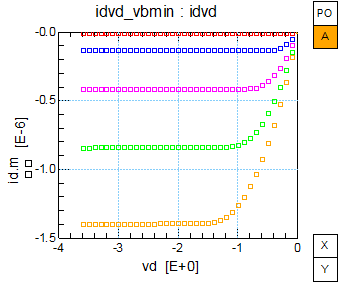 idvd_vbmin : idvd
PO
A
-0.0
-0.5
-1.0
-1.5
id.m [E-6]
-4
-3
-2
-1
0
vd [E+0]
X
Y